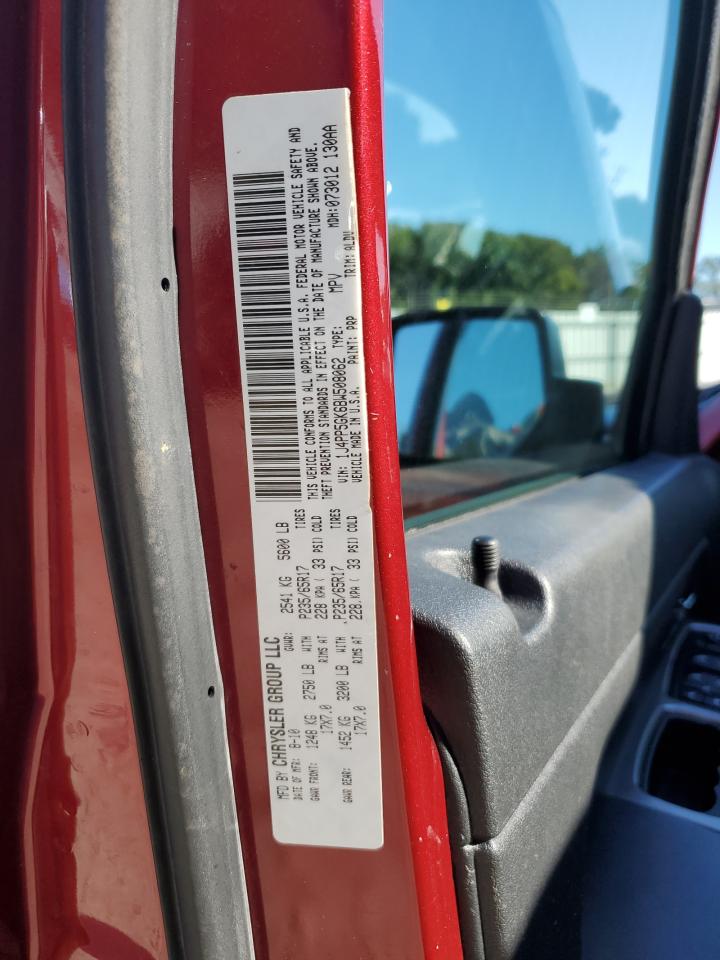 MFD BY CHRYSLER GROUP LLC
DATE OF MFR: 8-10 GVWR: 2541 KG 5600 LB
GAWR FRONT: 1248 KG 2750 LB WITH P235/65R17 TIRES
17X7.0 RIMS AT 228 KPA ( 33 PSI) COLD
GAWR REAR: 1452 KG 3200 LB WITH P235/65R17 TIRES
17X7.0 RIMS AT 228 KPA ( 33 PSI) COLD
THIS VEHICLE CONFORMS TO ALL APPLICABLE U.S.A. FEDERAL MOTOR VEHICLE SAFETY AND
THEFT PREVENTION STANDARDS IN EFFECT ON THE DATE OF MANUFACTURE SHOWN ABOVE.
VIN: 1J4PP5GK6BW508062 TYPE: MPV MDH:073012 130AA
VEHICLE MADE IN U.S.A. PAINT: PRP TRIM: ALDV